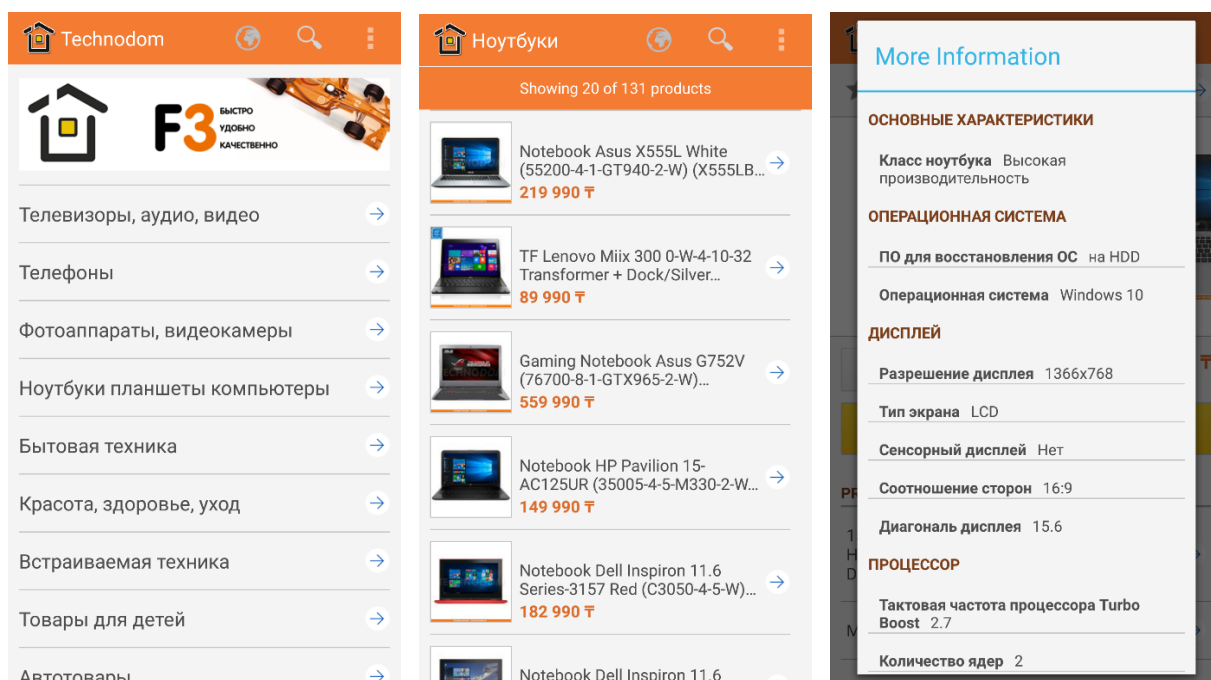 Technodom
F3 БЫСТРО
УДОБНО
КАЧЕСТВЕННО
Телевизоры, аудио, видео
Телефоны
Фотоаппараты, видеокамеры
Ноутбуки планшеты компьютеры
Бытовая техника
Красота, здоровье, уход
Встраиваемая техника
Товары для детей
Автотовары
Ноутбуки
Showing 20 of 131 products
Notebook Asus X555L White
(55200-4-1-GT940-2-W) (X555LB...
219 990 ₸
TF Lenovo Miix 300 0-W-4-10-32
Transformer + Dock/Silver...
89 990 ₸
Gaming Notebook Asus G752V
(76700-8-1-GTX965-2-W)...
559 990 ₸
Notebook HP Pavilion 15-
AC125UR (35005-4-5-M330-2-W...
149 990 ₸
Notebook Dell Inspiron 11.6
Series-3157 Red (C3050-4-5-W)...
182 990 ₸
Notebook Dell Inspiron 11.6
More Information
ОСНОВНЫЕ ХАРАКТЕРИСТИКИ
Класс ноутбука Высокая
производительность
ОПЕРАЦИОННАЯ СИСТЕМА
ПО для восстановления ОС на HDD
Операционная система Windows 10
ДИСПЛЕЙ
Разрешение дисплея 1366x768
Тип экрана LCD
Сенсорный дисплей Нет
Соотношение сторон 16:9
Диагональ дисплея 15.6
ПРОЦЕССОР
Тактовая частота процессора Turbo
Boost 2.7
Количество ядер 2